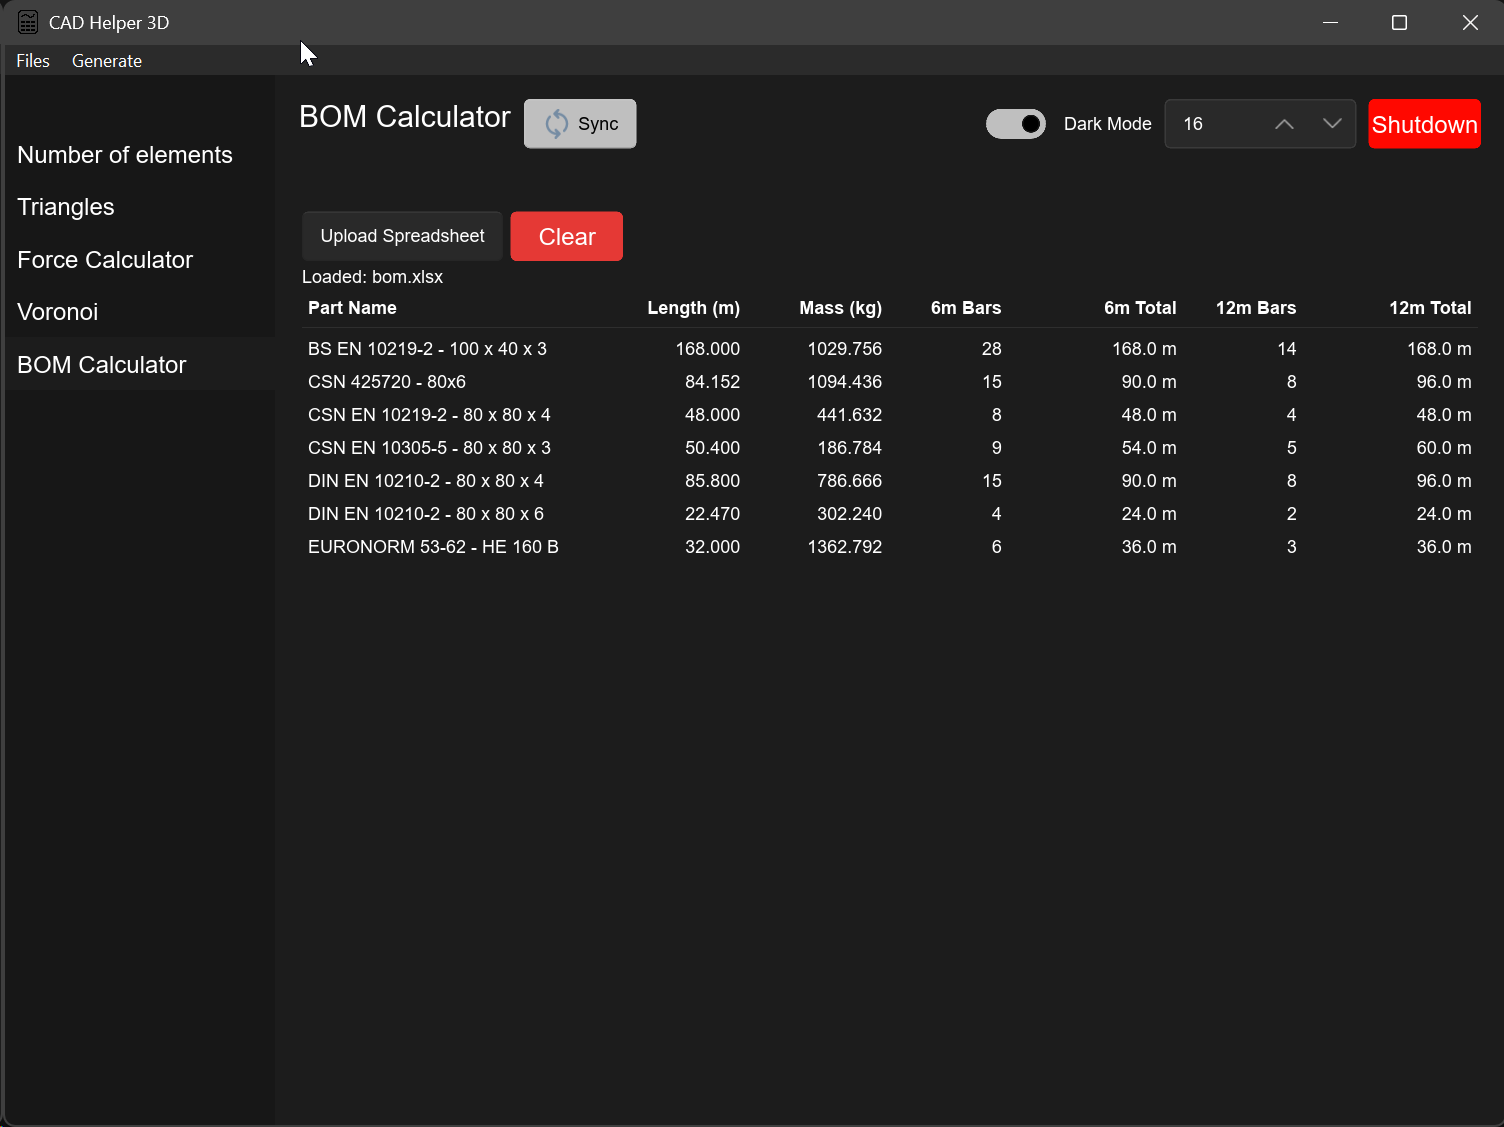 CAD Helper 3D
Files Generate
BOM Calculator Sync Dark Mode 16 Shutdown
Number of elements
Triangles
Force Calculator
Voronoi
BOM Calculator
Upload Spreadsheet Clear
Loaded: bom.xlsx
Part Name Length (m) Mass (kg) 6m Bars 6m Total 12m Bars 12m Total
BS EN 10219-2 - 100 x 40 x 3 168.000 1029.756 28 168.0 m 14 168.0 m
CSN 425720 - 80x6 84.152 1094.436 15 90.0 m 8 96.0 m
CSN EN 10219-2 - 80 x 80 x 4 48.000 441.632 8 48.0 m 4 48.0 m
CSN EN 10305-5 - 80 x 80 x 3 50.400 186.784 9 54.0 m 5 60.0 m
DIN EN 10210-2 - 80 x 80 x 4 85.800 786.666 15 90.0 m 8 96.0 m
DIN EN 10210-2 - 80 x 80 x 6 22.470 302.240 4 24.0 m 2 24.0 m
EURONORM 53-62 - HE 160 B 32.000 1362.792 6 36.0 m 3 36.0 m